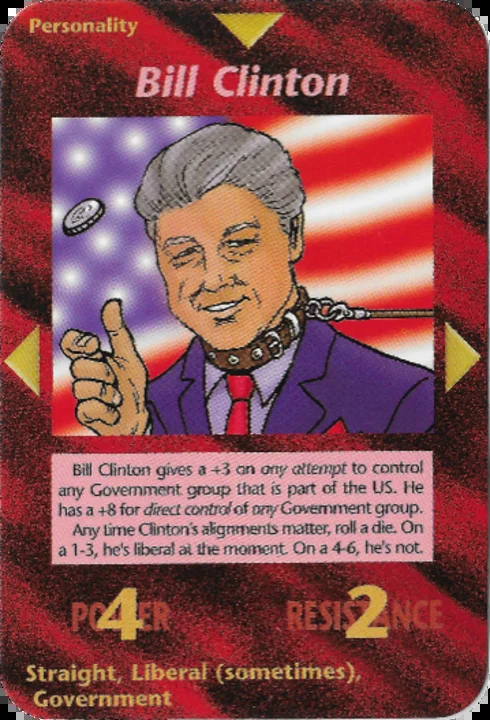 Personality
Bill Clinton
Bill Clinton gives a +3 on any attempt to control
any Government group that is part of the US. He
has a +8 for direct control of any Government group.
Any time Clinton's alignments matter, roll a die. On
a 1-3, he's liberal at the moment. On a 4-6, he's not.
POWER 4 RESISTANCE 2
Straight, Liberal (sometimes),
Government